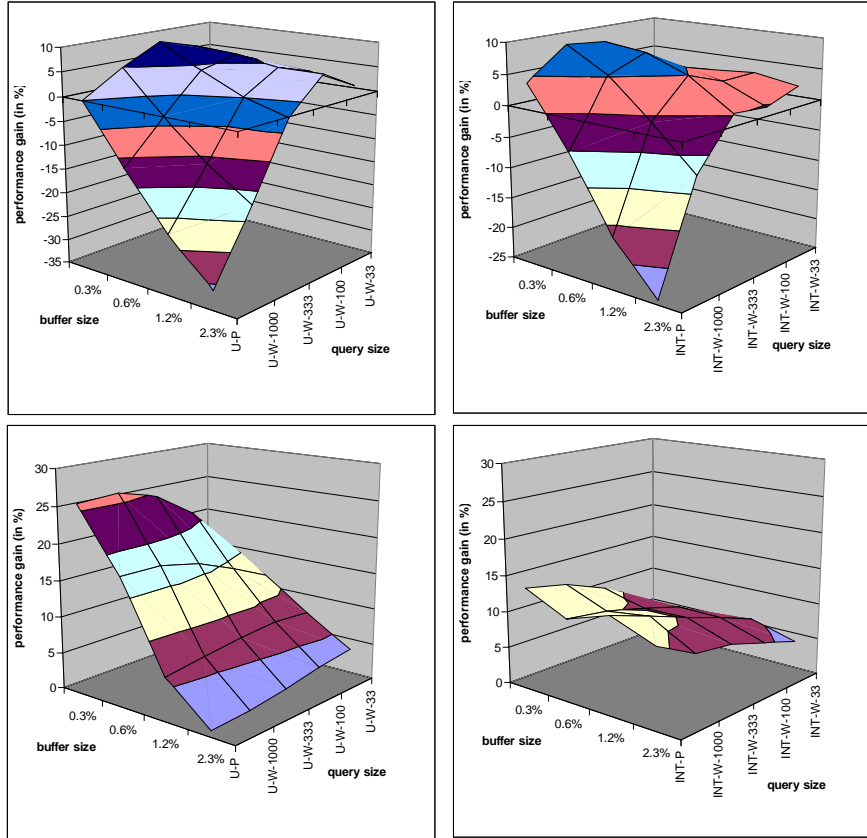 performance gain (in %)
10
5
0
-5
-10
-15
-20
-25
-30
-35
0.3%
0.6%
1.2%
2.3%
buffer size
U-P
U-W-1000
U-W-333
U-W-100
U-W-33
query size
performance gain (in %)
10
5
0
-5
-10
-15
-20
-25
0.3%
0.6%
1.2%
2.3%
buffer size
INT-P
INT-W-1000
INT-W-333
INT-W-100
INT-W-33
query size
performance gain (in %)
30
25
20
15
10
5
0
0.3%
0.6%
1.2%
2.3%
buffer size
U-P
U-W-1000
U-W-333
U-W-100
U-W-33
query size
performance gain (in %)
30
25
20
15
10
5
0
0.3%
0.6%
1.2%
2.3%
buffer size
INT-P
INT-W-1000
INT-W-333
INT-W-100
INT-W-33
query size